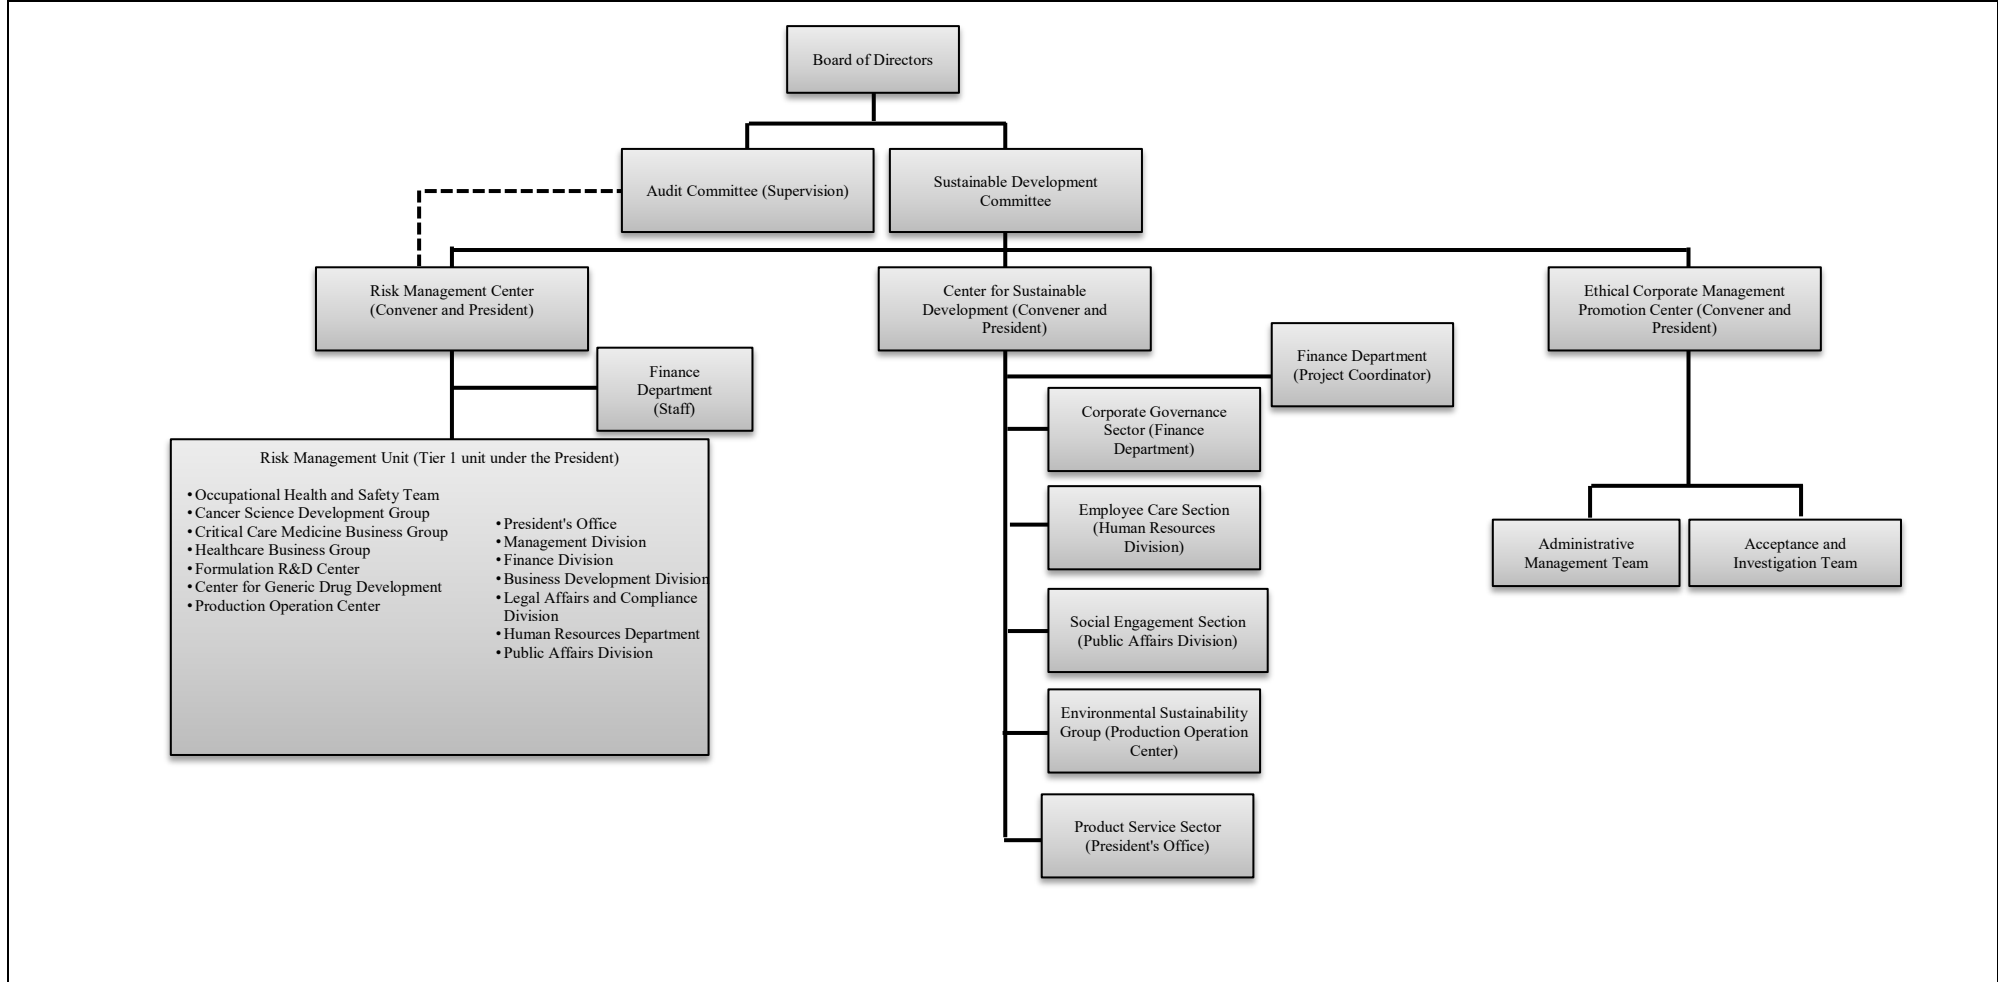 Board of Directors
Audit Committee (Supervision)
Sustainable Development
Committee
Risk Management Center
(Convener and President)
Center for Sustainable
Development (Convener and
President)
Ethical Corporate Management
Promotion Center (Convener and
President)
Finance
Department
(Staff)
Finance Department
(Project Coordinator)
Risk Management Unit (Tier 1 unit under the President)
•Occupational Health and Safety Team
•Cancer Science Development Group
•Critical Care Medicine Business Group
•Healthcare Business Group
•Formulation R&D Center
•Center for Generic Drug Development
•Production Operation Center
•President's Office
•Management Division
•Finance Division
•Business Development Division
•Legal Affairs and Compliance
Division
•Human Resources Department
•Public Affairs Division
Corporate Governance
Sector (Finance
Department)
Employee Care Section
(Human Resources
Division)
Social Engagement Section
(Public Affairs Division)
Environmental Sustainability
Group (Production Operation
Center)
Product Service Sector
(President's Office)
Administrative
Management Team
Acceptance and
Investigation Team